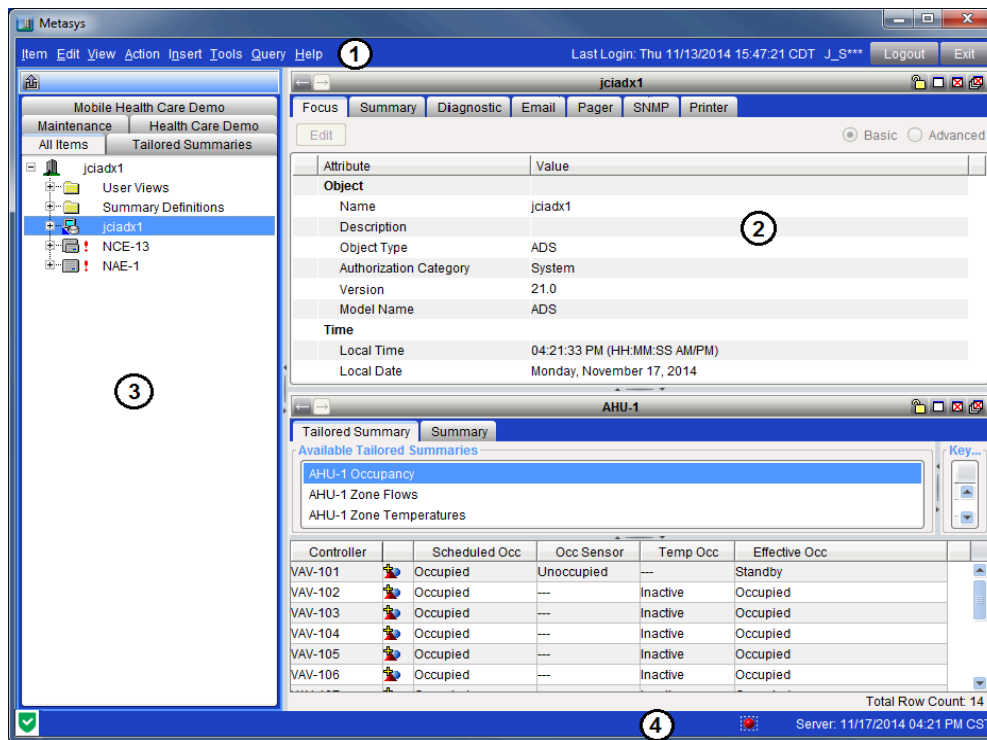 Metasys
Item Edit View Action Insert Tools Query Help 1 Last Login: Thu 11/13/2014 15:47:21 CDT J_S*** Logout Exit
jciadx1
Mobile Health Care Demo
Maintenance Health Care Demo
All Items Tailored Summaries
jciadx1
User Views
Summary Definitions
jciadx1
NCE-13
NAE-1
3
Focus Summary Diagnostic Email Pager SNMP Printer
Edit Basic Advanced
Attribute Value
Object
Name jciadx1
Description
2
Object Type ADS
Authorization Category System
Version 21.0
Model Name ADS
Time
Local Time 04:21:33 PM (HH:MM:SS AM/PM)
Local Date Monday, November 17, 2014
AHU-1
Tailored Summary Summary
Available Tailored Summaries Key...
AHU-1 Occupancy
AHU-1 Zone Flows
AHU-1 Zone Temperatures
Controller Scheduled Occ Occ Sensor Temp Occ Effective Occ
VAV-101 Occupied Unoccupied --- Standby
VAV-102 Occupied --- Inactive Occupied
VAV-103 Occupied --- Inactive Occupied
VAV-104 Occupied --- Inactive Occupied
VAV-105 Occupied --- Inactive Occupied
VAV-106 Occupied --- Inactive Occupied
Total Row Count: 14
4 Server: 11/17/2014 04:21 PM CST